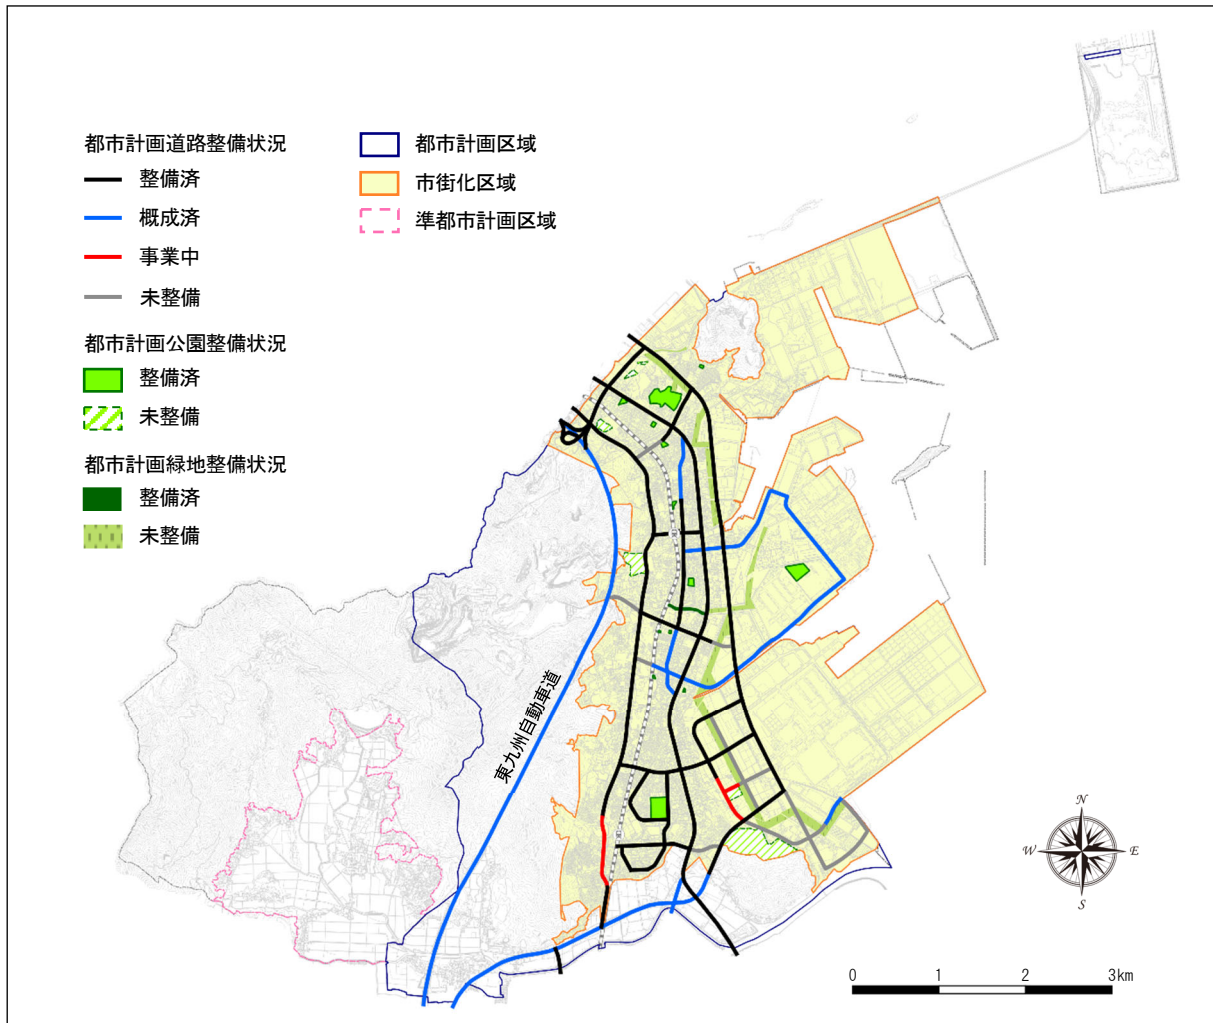 都市計画道路整備状況
整備済
概成済
事業中
未整備
都市計画公園整備状況
整備済
未整備
都市計画緑地整備状況
整備済
未整備
都市計画区域
市街化区域
準都市計画区域
東九州自動車道
N
W
E
S
0 1 2 3km